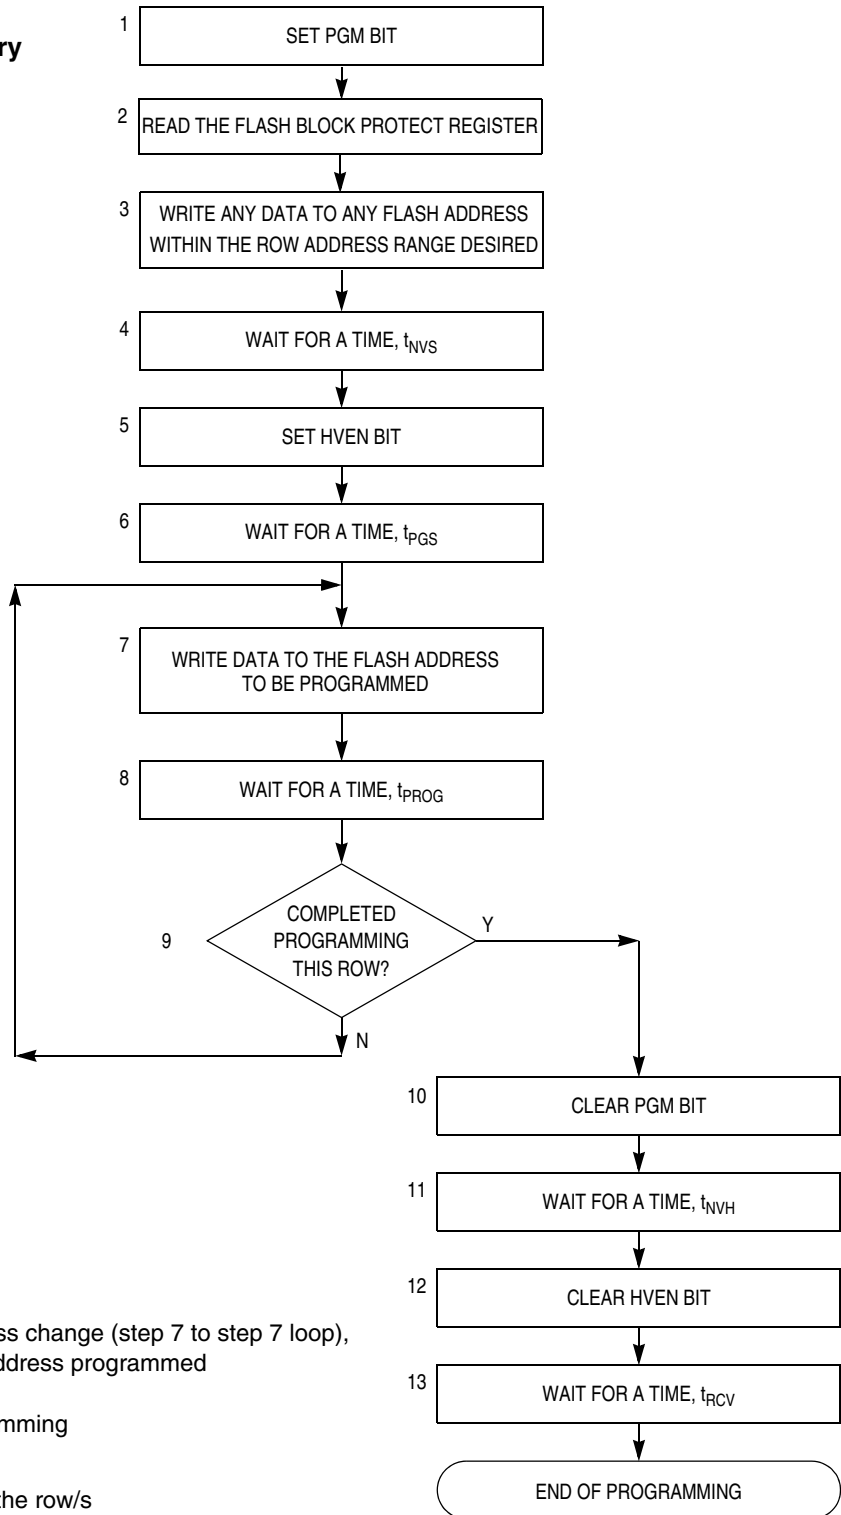 ry
1
SET PGM BIT
2
READ THE FLASH BLOCK PROTECT REGISTER
3
WRITE ANY DATA TO ANY FLASH ADDRESS
WITHIN THE ROW ADDRESS RANGE DESIRED
4
WAIT FOR A TIME, tNVS
5
SET HVEN BIT
6
WAIT FOR A TIME, tPGS
7
WRITE DATA TO THE FLASH ADDRESS
TO BE PROGRAMMED
8
WAIT FOR A TIME, tPROG
9
COMPLETED
PROGRAMMING
THIS ROW?
Y
N
10
CLEAR PGM BIT
11
WAIT FOR A TIME, tNVH
12
CLEAR HVEN BIT
13
WAIT FOR A TIME, tRCV
END OF PROGRAMMING
ss change (step 7 to step 7 loop),
ddress programmed
mming
the row/s